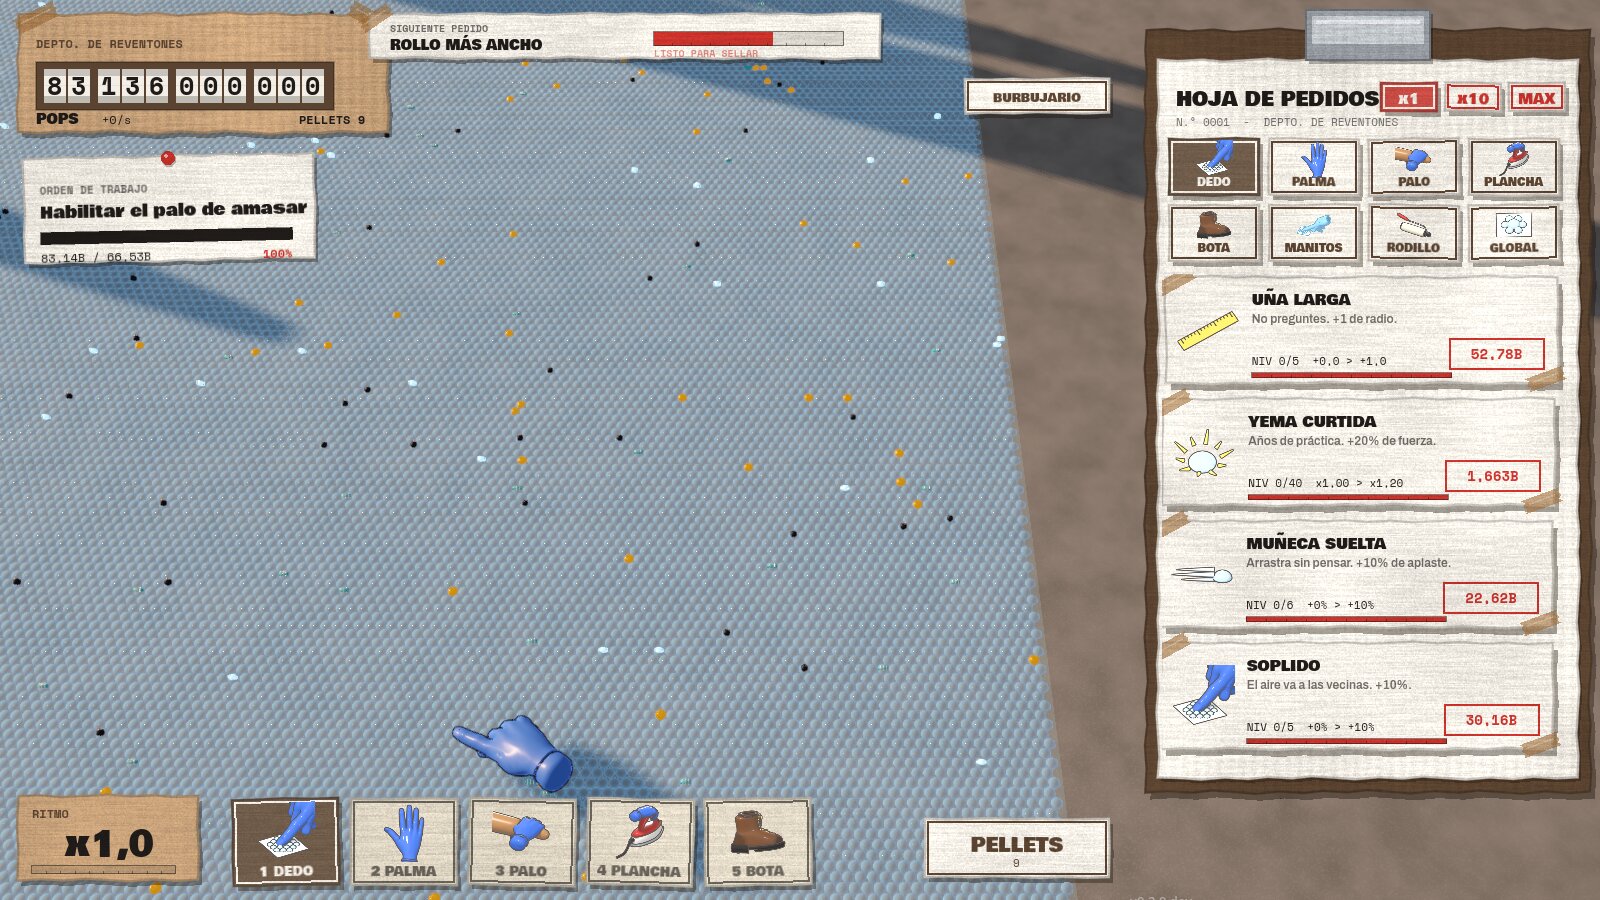 DEPTO. DE REVENTONES
83 136 000 000
POPS +0/s PELLETS 9
SIGUIENTE PEDIDO
ROLLO MÁS ANCHO
LISTO PARA SELLAR
ORDEN DE TRABAJO
Habilitar el palo de amasar
83,14B / 66,53B 100%
BURBUJARIO
HOJA DE PEDIDOS x1 x10 MAX
N.° 0001 - DEPTO. DE REVENTONES
DEDO PALMA PALO PLANCHA
BOTA MANITOS RODILLO GLOBAL
UÑA LARGA
No preguntes. +1 de radio.
NIV 0/5 +0,0 > +1,0 52,78B
YEMA CURTIDA
Años de práctica. +20% de fuerza.
NIV 0/40 x1,00 > x1,20 1,663B
MUÑECA SUELTA
Arrastra sin pensar. +10% de aplaste.
NIV 0/6 +0% > +10% 22,62B
SOPLIDO
El aire va a las vecinas. +10%.
NIV 0/5 +0% > +10% 30,16B
RITMO
x1,0
1 DEDO 2 PALMA 3 PALO 4 PLANCHA 5 BOTA
PELLETS
9